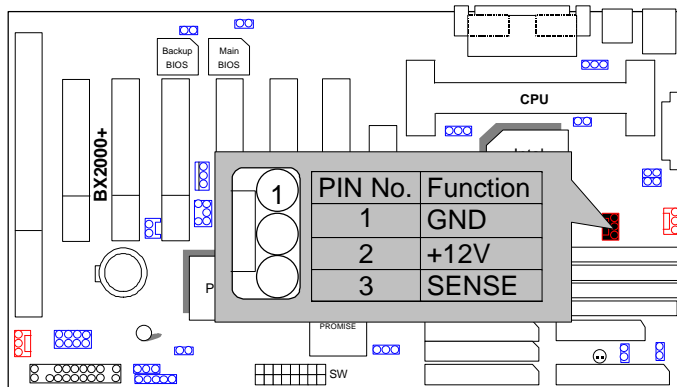 Backup
BIOS
Main
BIOS
CPU
BX2000+
1
PIN No. Function
1 GND
2 +12V
3 SENSE
P
PROMISE
SW